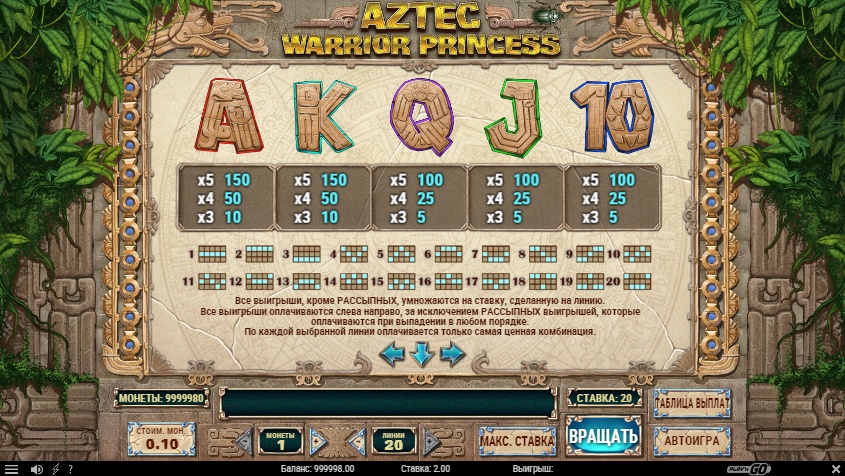 AZTEC
WARRIOR PRINCESS
A K Q J 10
x5 150 x5 150 x5 100 x5 100 x5 100
x4 50 x4 50 x4 25 x4 25 x4 25
x3 10 x3 10 x3 5 x3 5 x3 5
1 2 3 4 5 6 7 8 9 10
11 12 13 14 15 16 17 18 19 20
Все выигрыши, кроме РАССЫПНЫХ, умножаются на ставку, сделанную на линию.
Все выигрыши оплачиваются слева направо, за исключением РАССЫПНЫХ выигрышей, которые
оплачиваются при выпадении в любом порядке.
По каждой выбранной линии оплачивается только самая ценная комбинация.
МОНЕТЫ: 9999980 СТАВКА: 20 ТАБЛИЦА ВЫПЛАТ
СТОИМ. МОН.
0.10
МОНЕТЫ
1
ЛИНИИ
20
МАКС. СТАВКА
ВРАЩАТЬ
АВТОИГРА
? Баланс: 999998.00 Ставка: 2.00 Выигрыш: PLAY'N GO